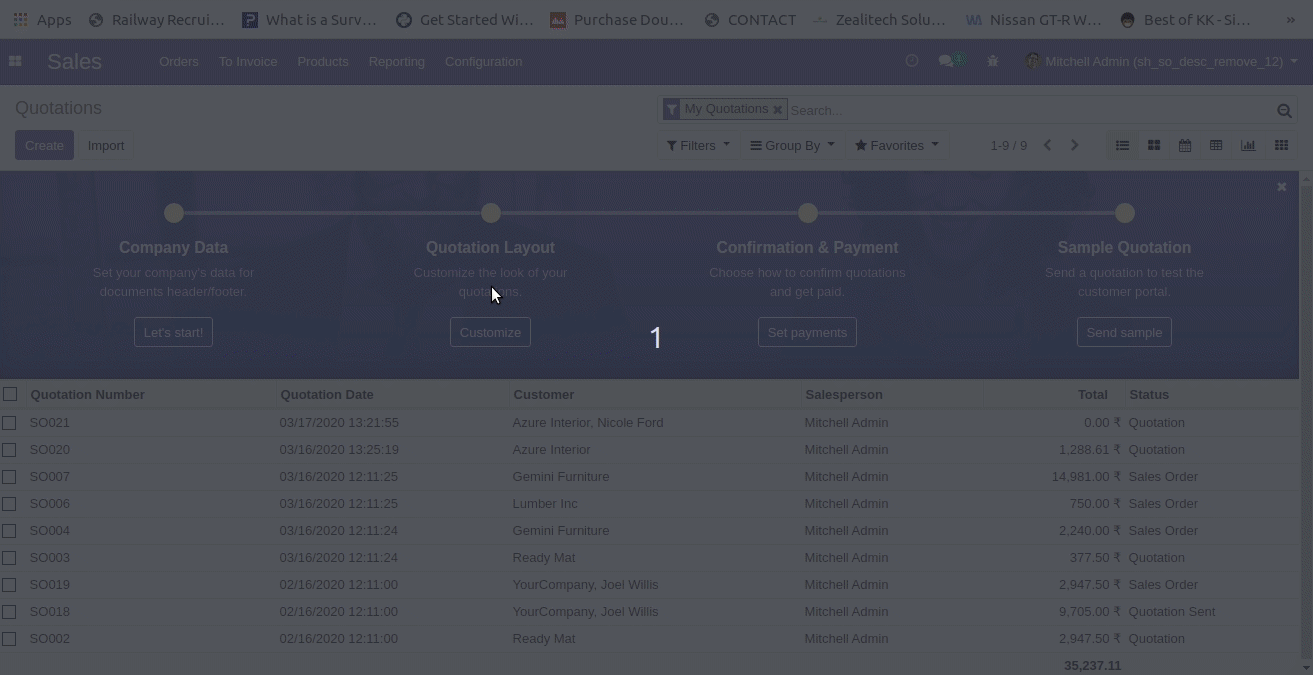 Apps Railway Recrui... What is a Surv... Get Started Wi... Purchase Dou... CONTACT Zealitech Solu... Nissan GT-R W... Best of KK - Si... »
Sales Orders To Invoice Products Reporting Configuration Mitchell Admin (sh_so_desc_remove_12)
Quotations My Quotations Search...
Create Import Filters Group By Favorites 1-9 / 9
Company Data Quotation Layout Confirmation & Payment Sample Quotation
Set your company's data for Customize the look of your Choose how to confirm quotations Send a quotation to test the
documents header/footer. quotations. and get paid. customer portal.
Let's start! Customize 1 Set payments Send sample
Quotation Number Quotation Date Customer Salesperson Total Status
SO021 03/17/2020 13:21:55 Azure Interior, Nicole Ford Mitchell Admin 0.00 ₹ Quotation
SO020 03/16/2020 13:25:19 Azure Interior Mitchell Admin 1,288.61 ₹ Quotation
SO007 03/16/2020 12:11:25 Gemini Furniture Mitchell Admin 14,981.00 ₹ Sales Order
SO006 03/16/2020 12:11:25 Lumber Inc Mitchell Admin 750.00 ₹ Sales Order
SO004 03/16/2020 12:11:24 Gemini Furniture Mitchell Admin 2,240.00 ₹ Sales Order
SO003 03/16/2020 12:11:24 Ready Mat Mitchell Admin 377.50 ₹ Quotation
SO019 02/16/2020 12:11:00 YourCompany, Joel Willis Mitchell Admin 2,947.50 ₹ Sales Order
SO018 02/16/2020 12:11:00 YourCompany, Joel Willis Mitchell Admin 9,705.00 ₹ Quotation Sent
SO002 02/16/2020 12:11:00 Ready Mat Mitchell Admin 2,947.50 ₹ Quotation
35,237.11